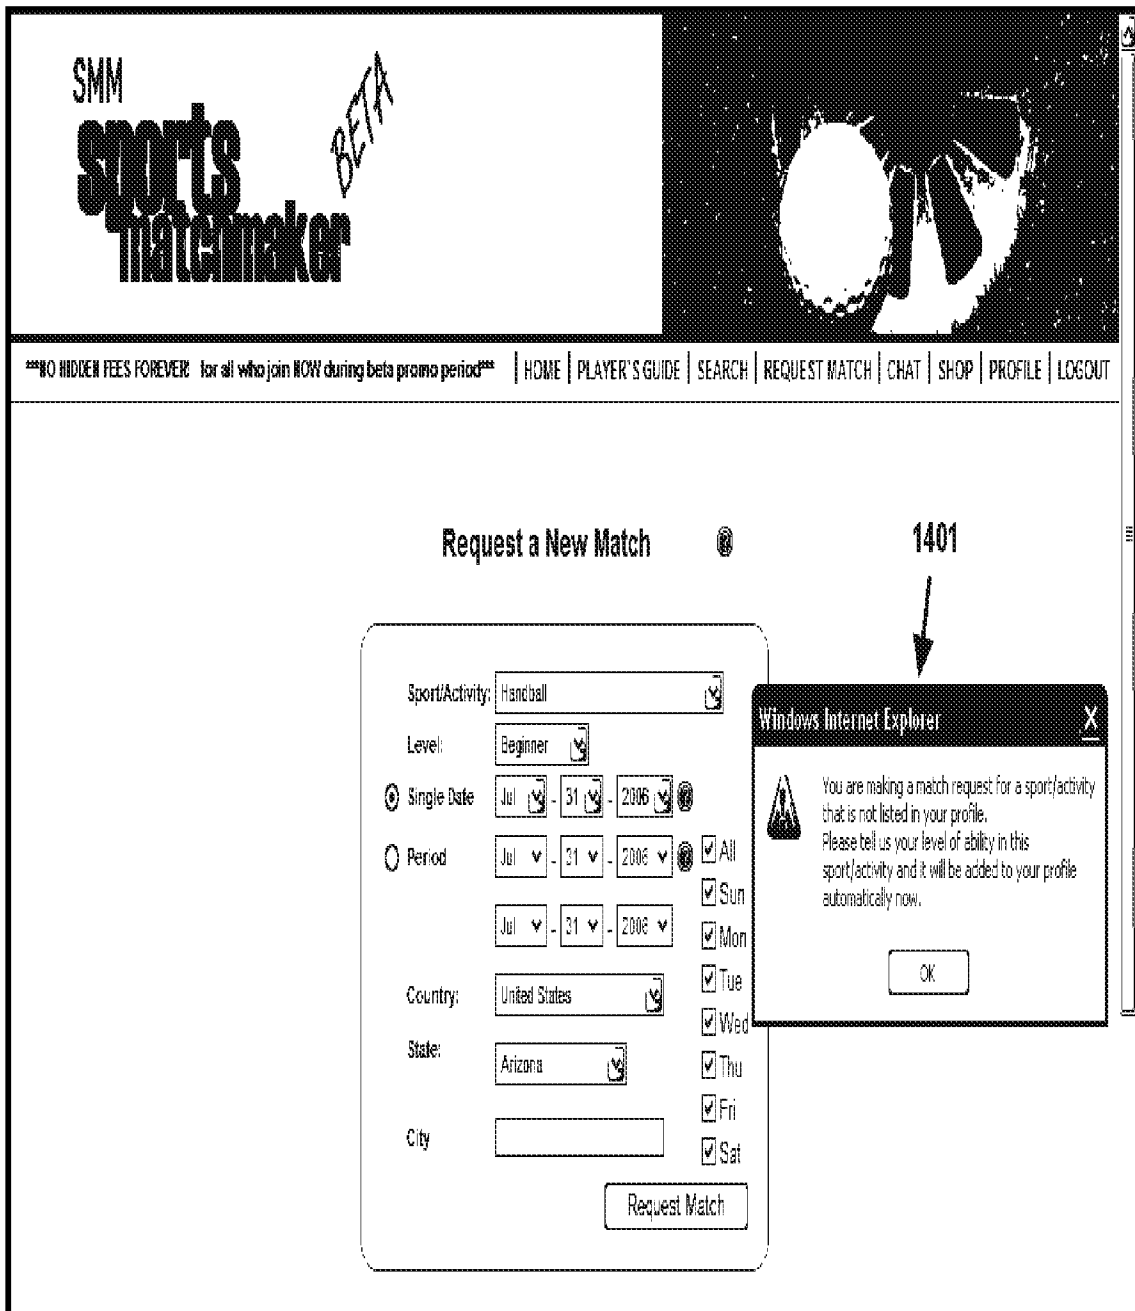 SMM
BETA
sports
matchmaker
***NO HIDDEN FEES FOREVER! for all who join NOW during beta promo period***
HOME | PLAYER'S GUIDE | SEARCH | REQUEST MATCH | CHAT | SHOP | PROFILE | LOGOUT
Request a New Match
1401
Sport/Activity: Handball
Level: Beginner
Single Date Jul - 31 - 2006
Period Jul - 31 - 2006
Jul - 31 - 2006
All
Sun
Mon
Tue
Wed
Thu
Fri
Sat
Country: United States
State: Arizona
City
Request Match
Windows Internet Explorer X
You are making a match request for a sport/activity
that is not listed in your profile.
Please tell us your level of ability in this
sport/activity and it will be added to your profile
automatically now.
OK